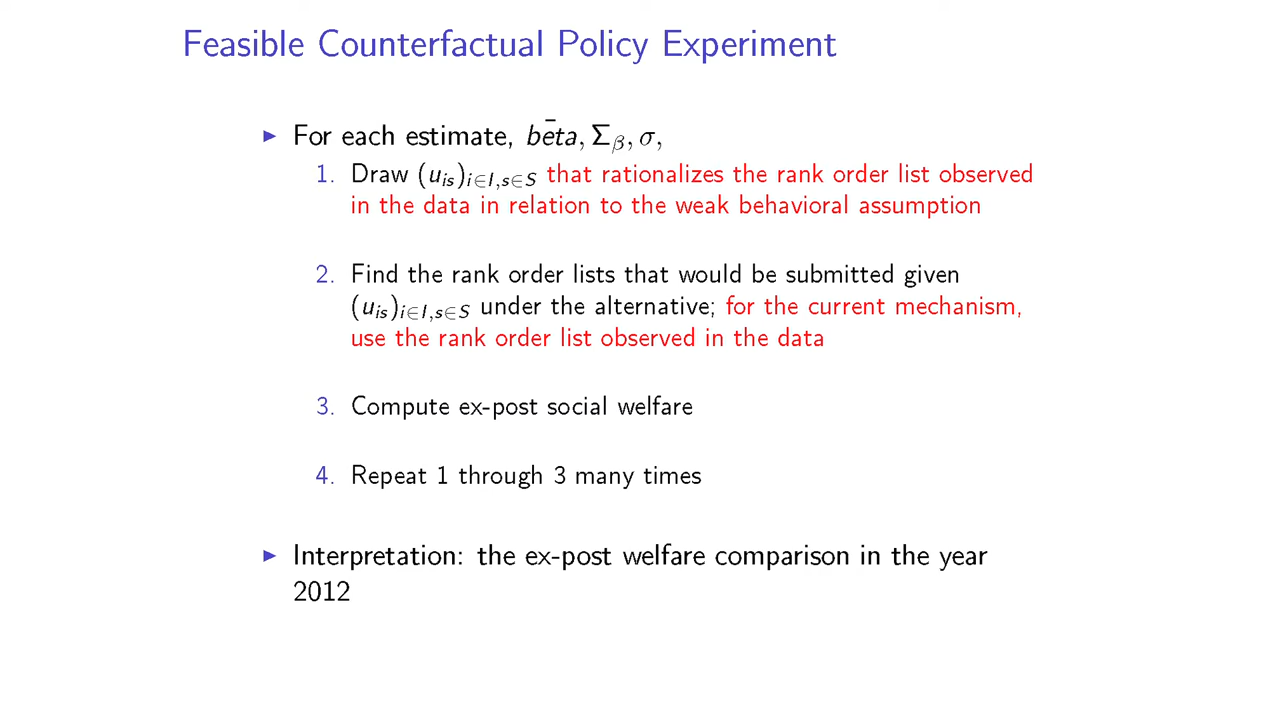 Feasible Counterfactual Policy Experiment
▶ For each estimate, bet̄a, Σ_β, σ,
1. Draw (u_is)_i∈I,s∈S that rationalizes the rank order list observed
in the data in relation to the weak behavioral assumption
2. Find the rank order lists that would be submitted given
(u_is)_i∈I,s∈S under the alternative; for the current mechanism,
use the rank order list observed in the data
3. Compute ex-post social welfare
4. Repeat 1 through 3 many times
▶ Interpretation: the ex-post welfare comparison in the year
2012